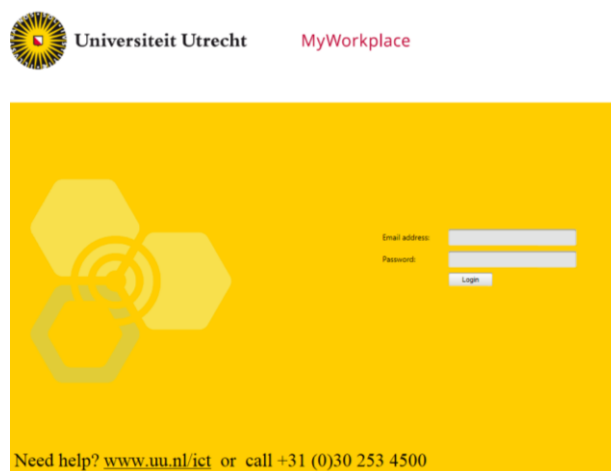 Universiteit Utrecht MyWorkplace
Email address:
Password:
Login
Need help? www.uu.nl/ict or call +31 (0)30 253 4500